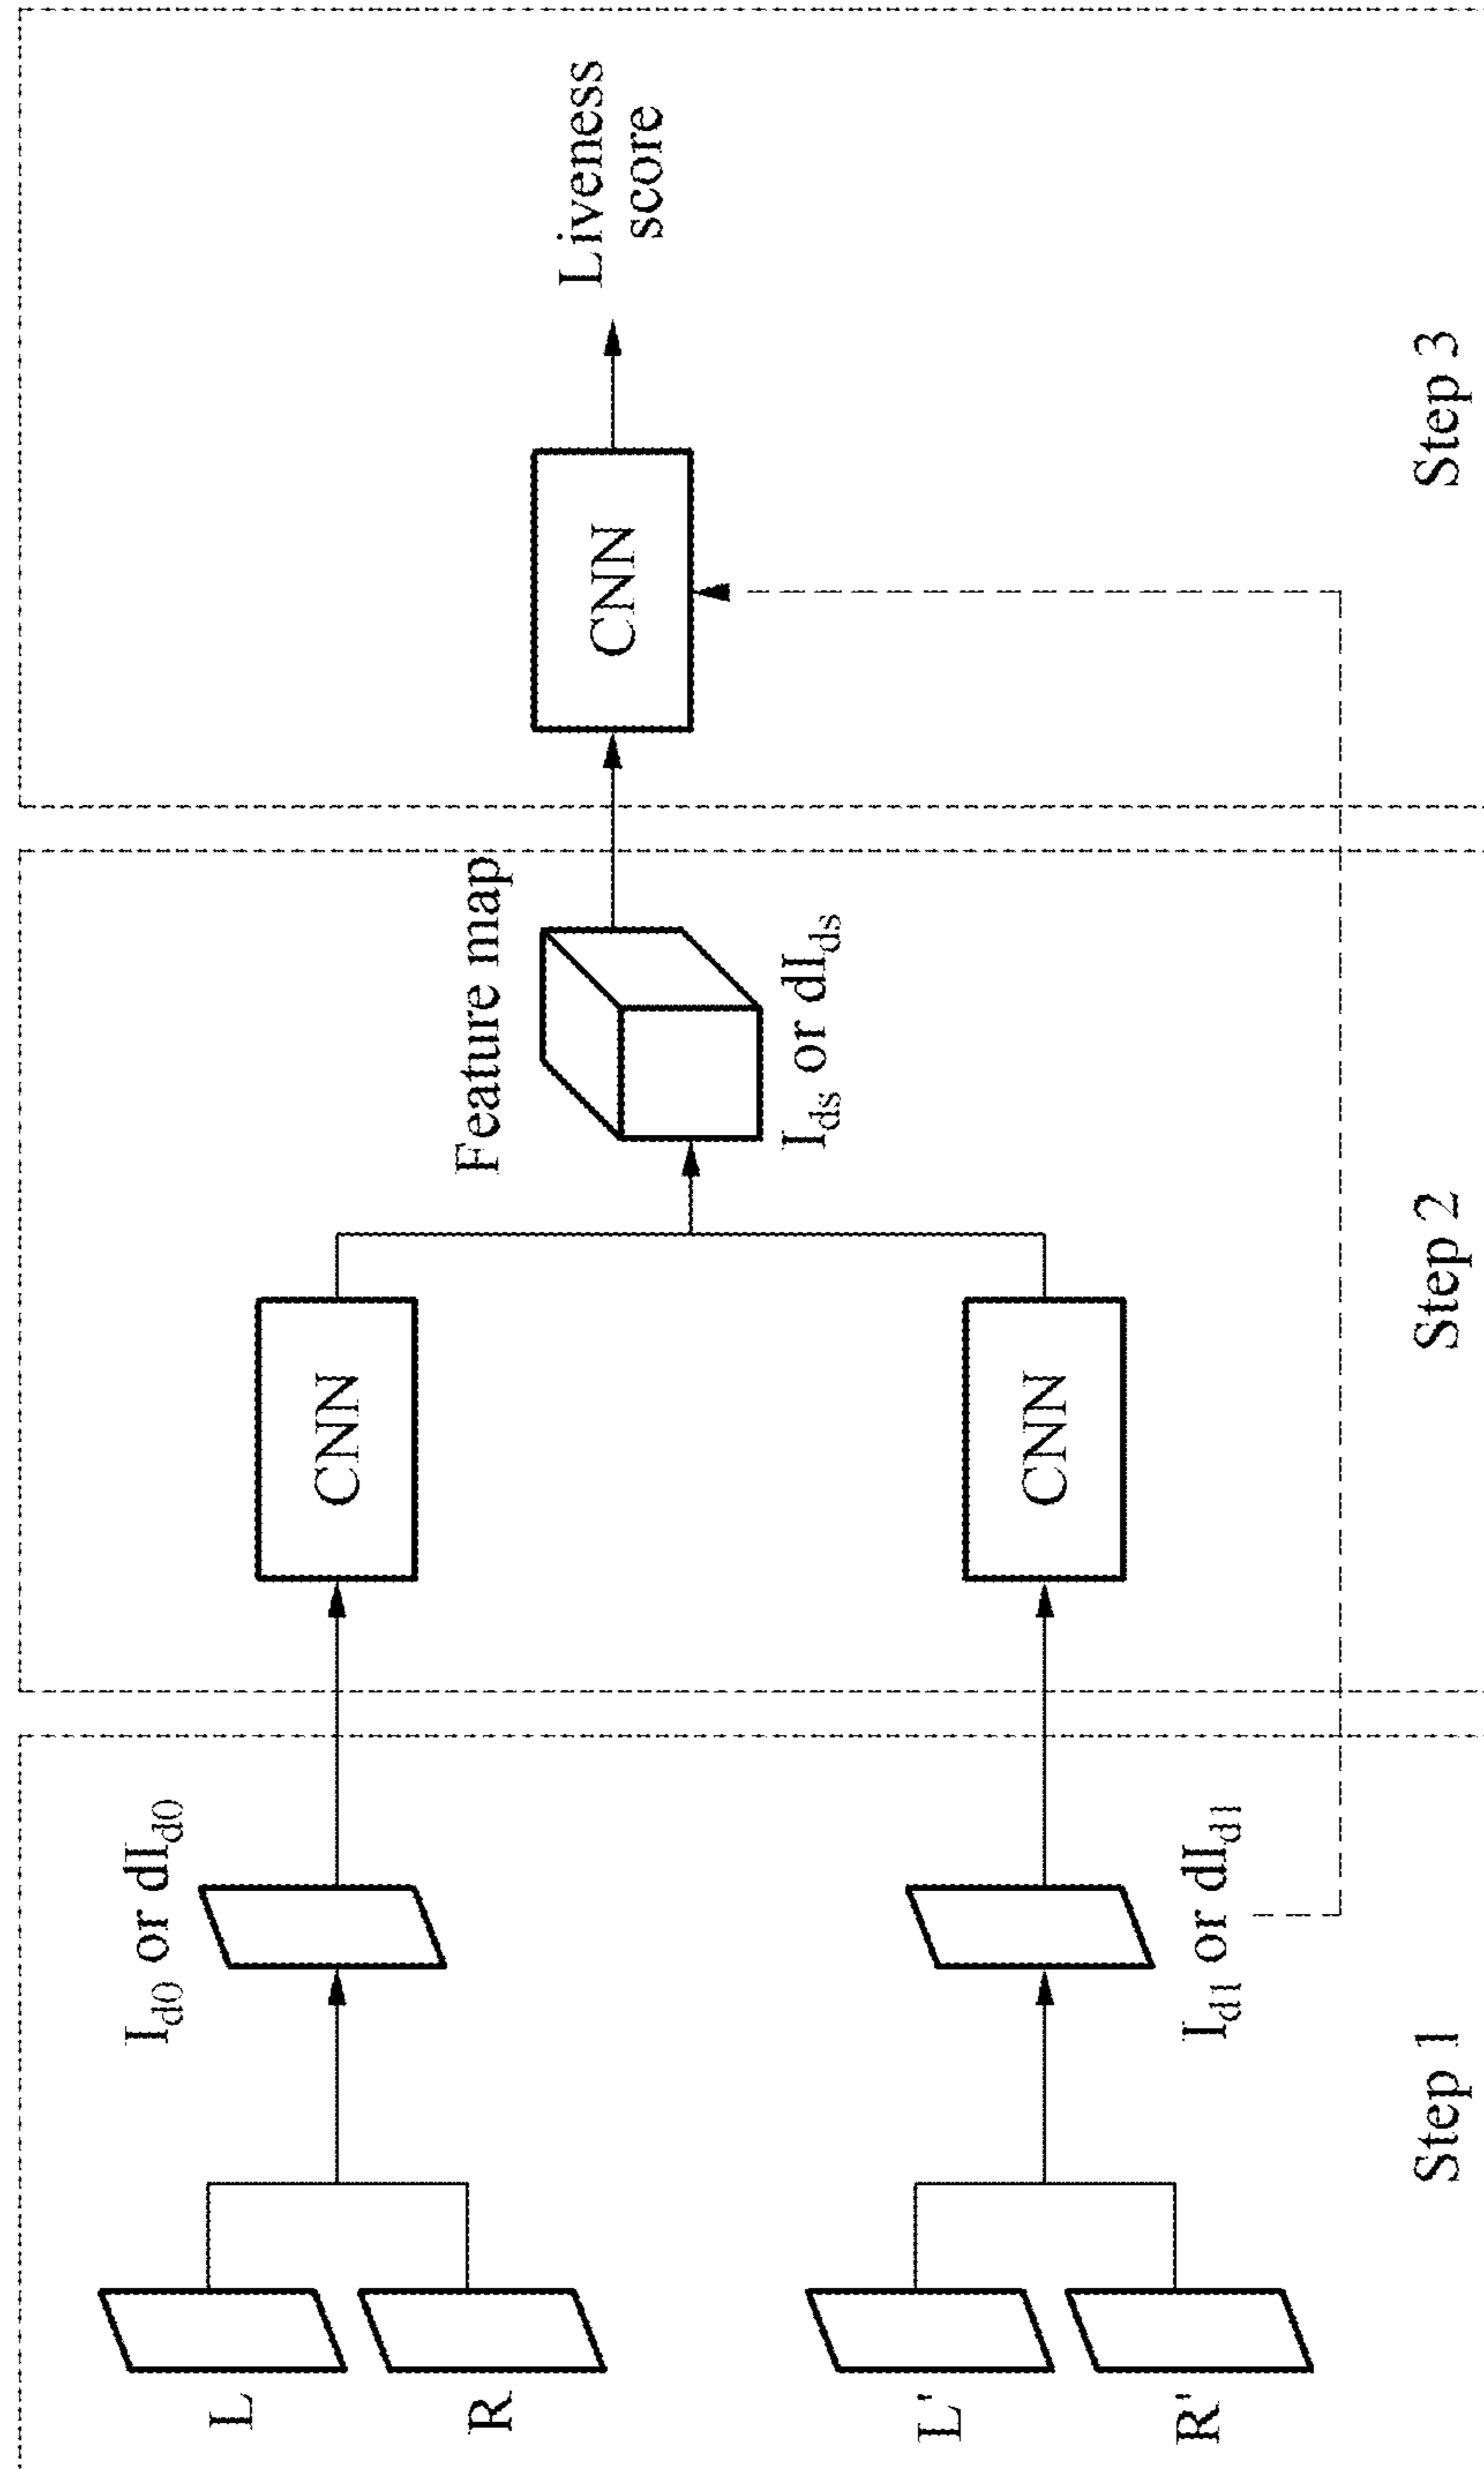 L
R
L'
R'
I_d0 or dI_d0
I_d1 or dI_d1
Step 1
CNN
CNN
Feature map
I_ds or dI_ds
Step 2
CNN
Liveness
score
Step 3